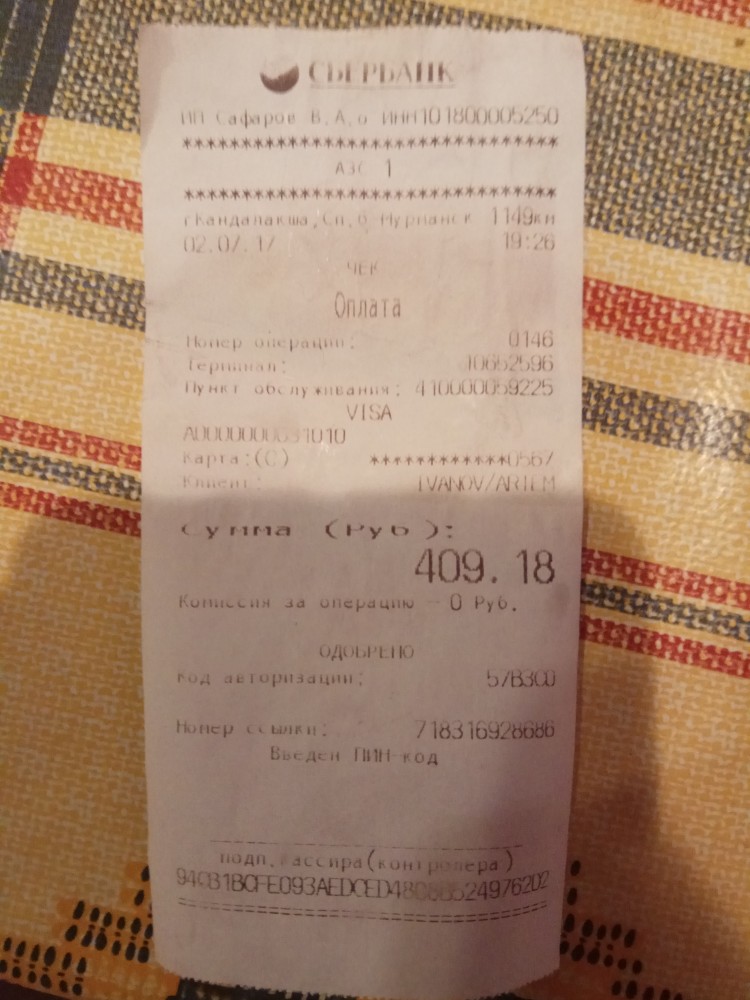 СБЕРБАНК
ИП Сафаров В.А.о ИНН101800005250
********************************
АЗС 1
********************************
г.Кандалакша,Сп,б-Мурманск 1149км
02.07.17 19:26
ЧЕК
Оплата
Номер операции: 0146
Терминал: 10652596
Пункт обслуживания: 410000059225
VISA
A0000000031010
Карта:(C) ************0567
Клиент: IVANOV/ARTEM
Сумма (Руб):
409.18
Комиссия за операцию - 0 Руб.
ОДОБРЕНО
Код авторизации: 57B3C0
Номер ссылки: 718316928686
Введен ПИН-код
подп.кассира(контролера)